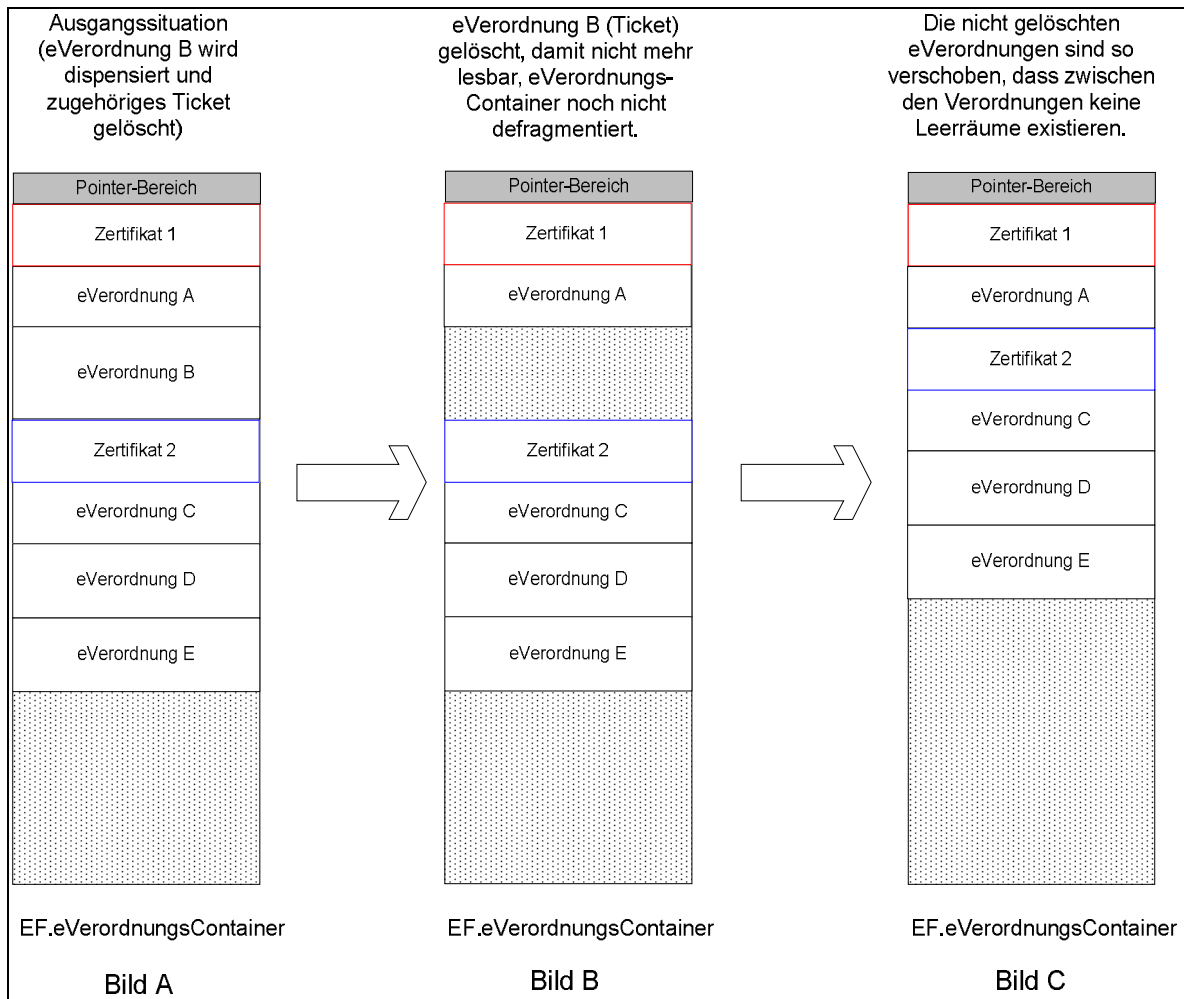 Ausgangssituation
(eVerordnung B wird
dispensiert und
zugehöriges Ticket
gelöscht)
Pointer-Bereich
Zertifikat 1
eVerordnung A
eVerordnung B
Zertifikat 2
eVerordnung C
eVerordnung D
eVerordnung E
EF.eVerordnungsContainer
Bild A
eVerordnung B (Ticket)
gelöscht, damit nicht mehr
lesbar, eVerordnungs-
Container noch nicht
defragmentiert.
Pointer-Bereich
Zertifikat 1
eVerordnung A
Zertifikat 2
eVerordnung C
eVerordnung D
eVerordnung E
EF.eVerordnungsContainer
Bild B
Die nicht gelöschten
eVerordnungen sind so
verschoben, dass zwischen
den Verordnungen keine
Leerräume existieren.
Pointer-Bereich
Zertifikat 1
eVerordnung A
Zertifikat 2
eVerordnung C
eVerordnung D
eVerordnung E
EF.eVerordnungsContainer
Bild C